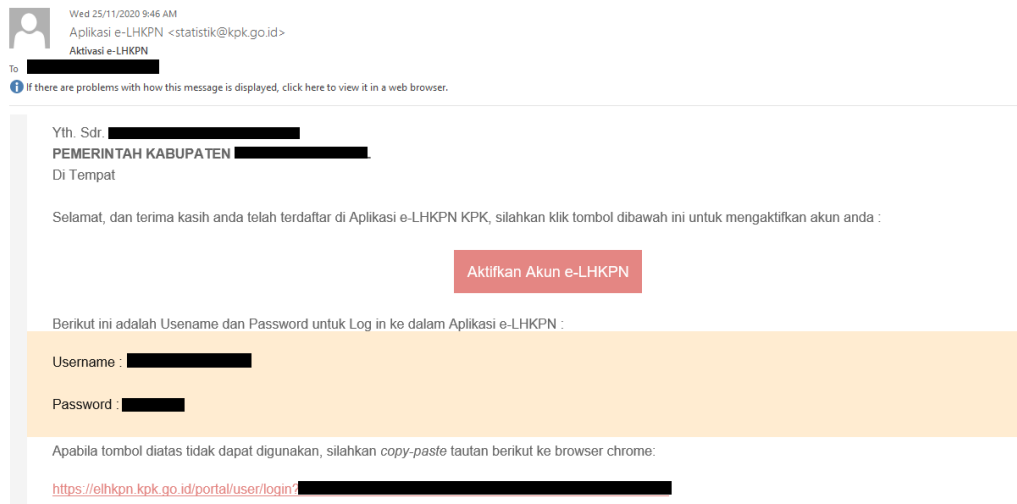 Wed 25/11/2020 9:46 AM
Aplikasi e-LHKPN <statistik@kpk.go.id>
Aktivasi e-LHKPN
To
If there are problems with how this message is displayed, click here to view it in a web browser.
Yth. Sdr.
PEMERINTAH KABUPATEN
Di Tempat
Selamat, dan terima kasih anda telah terdaftar di Aplikasi e-LHKPN KPK, silahkan klik tombol dibawah ini untuk mengaktifkan akun anda :
Aktifkan Akun e-LHKPN
Berikut ini adalah Usename dan Password untuk Log in ke dalam Aplikasi e-LHKPN :
Username :
Password :
Apabila tombol diatas tidak dapat digunakan, silahkan copy-paste tautan berikut ke browser chrome:
https://elhkpn.kpk.go.id/portal/user/login?